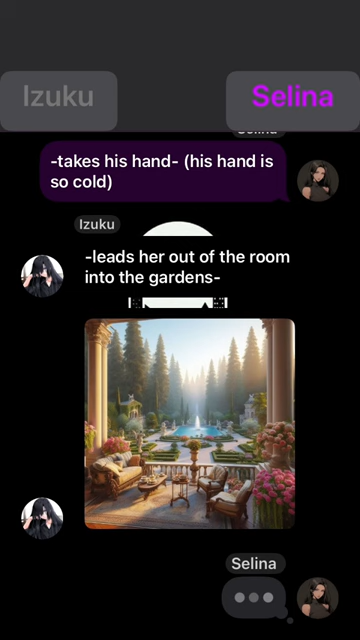 Izuku
Selina
Selina
-takes his hand- (his hand is
so cold)
Izuku
-leads her out of the room
into the gardens-
Selina